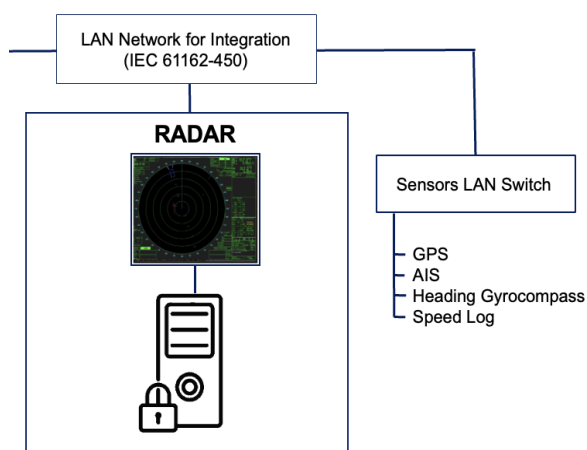 LAN Network for Integration
(IEC 61162-450)
RADAR
Sensors LAN Switch
GPS
AIS
Heading Gyrocompass
Speed Log